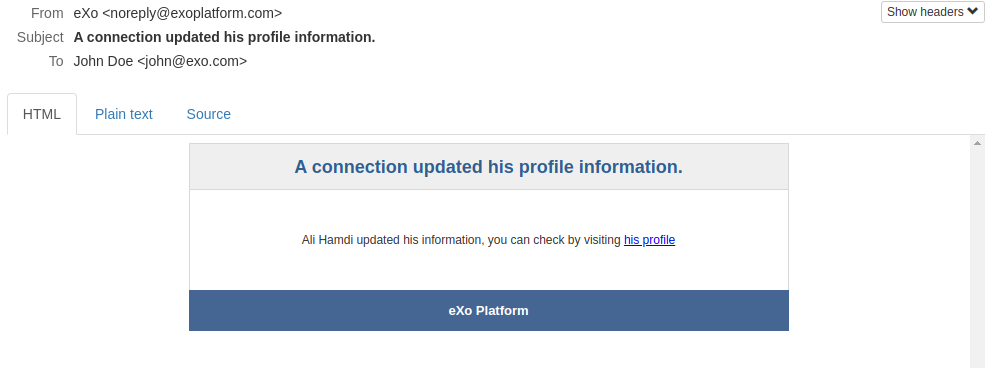 From eXo <noreply@exoplatform.com>
Show headers
Subject A connection updated his profile information.
To John Doe <john@exo.com>
HTML Plain text Source
A connection updated his profile information.
Ali Hamdi updated his information, you can check by visiting his profile
eXo Platform